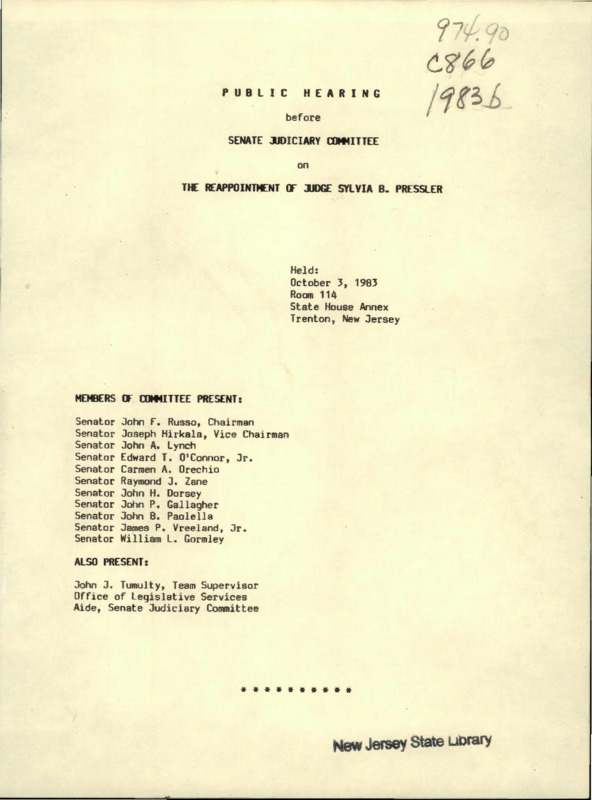 974.90
C866
1983b
PUBLIC HEARING
before
SENATE JUDICIARY COMMITTEE
on
THE REAPPOINTMENT OF JUDGE SYLVIA B. PRESSLER
Held:
October 3, 1983
Room 114
State House Annex
Trenton, New Jersey
MEMBERS OF COMMITTEE PRESENT:
Senator John F. Russo, Chairman
Senator Joseph Hirkala, Vice Chairman
Senator John A. Lynch
Senator Edward T. O'Connor, Jr.
Senator Carmen A. Orechio
Senator Raymond J. Zane
Senator John H. Dorsey
Senator John P. Gallagher
Senator John B. Paolella
Senator James P. Vreeland, Jr.
Senator William L. Gormley
ALSO PRESENT:
John J. Tumulty, Team Supervisor
Office of Legislative Services
Aide, Senate Judiciary Committee
* * * * * * * * * *
New Jersey State Library